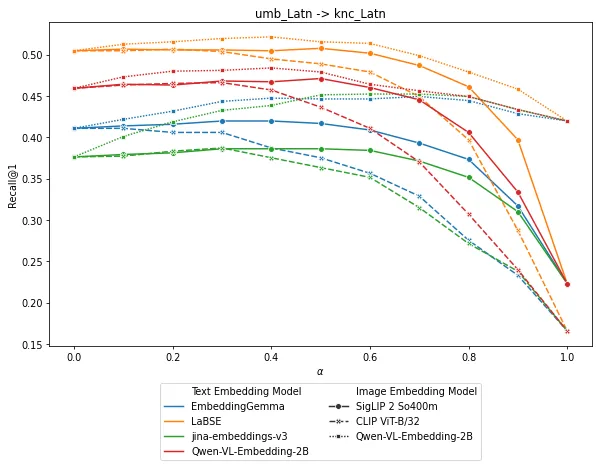 umb_Latn -> knc_Latn
Recall@1
0.50
0.45
0.40
0.35
0.30
0.25
0.20
0.15
0.0
0.2
0.4
0.6
0.8
1.0
α
Text Embedding Model
EmbeddingGemma
LaBSE
jina-embeddings-v3
Qwen-VL-Embedding-2B
Image Embedding Model
SigLIP 2 So400m
CLIP ViT-B/32
Qwen-VL-Embedding-2B